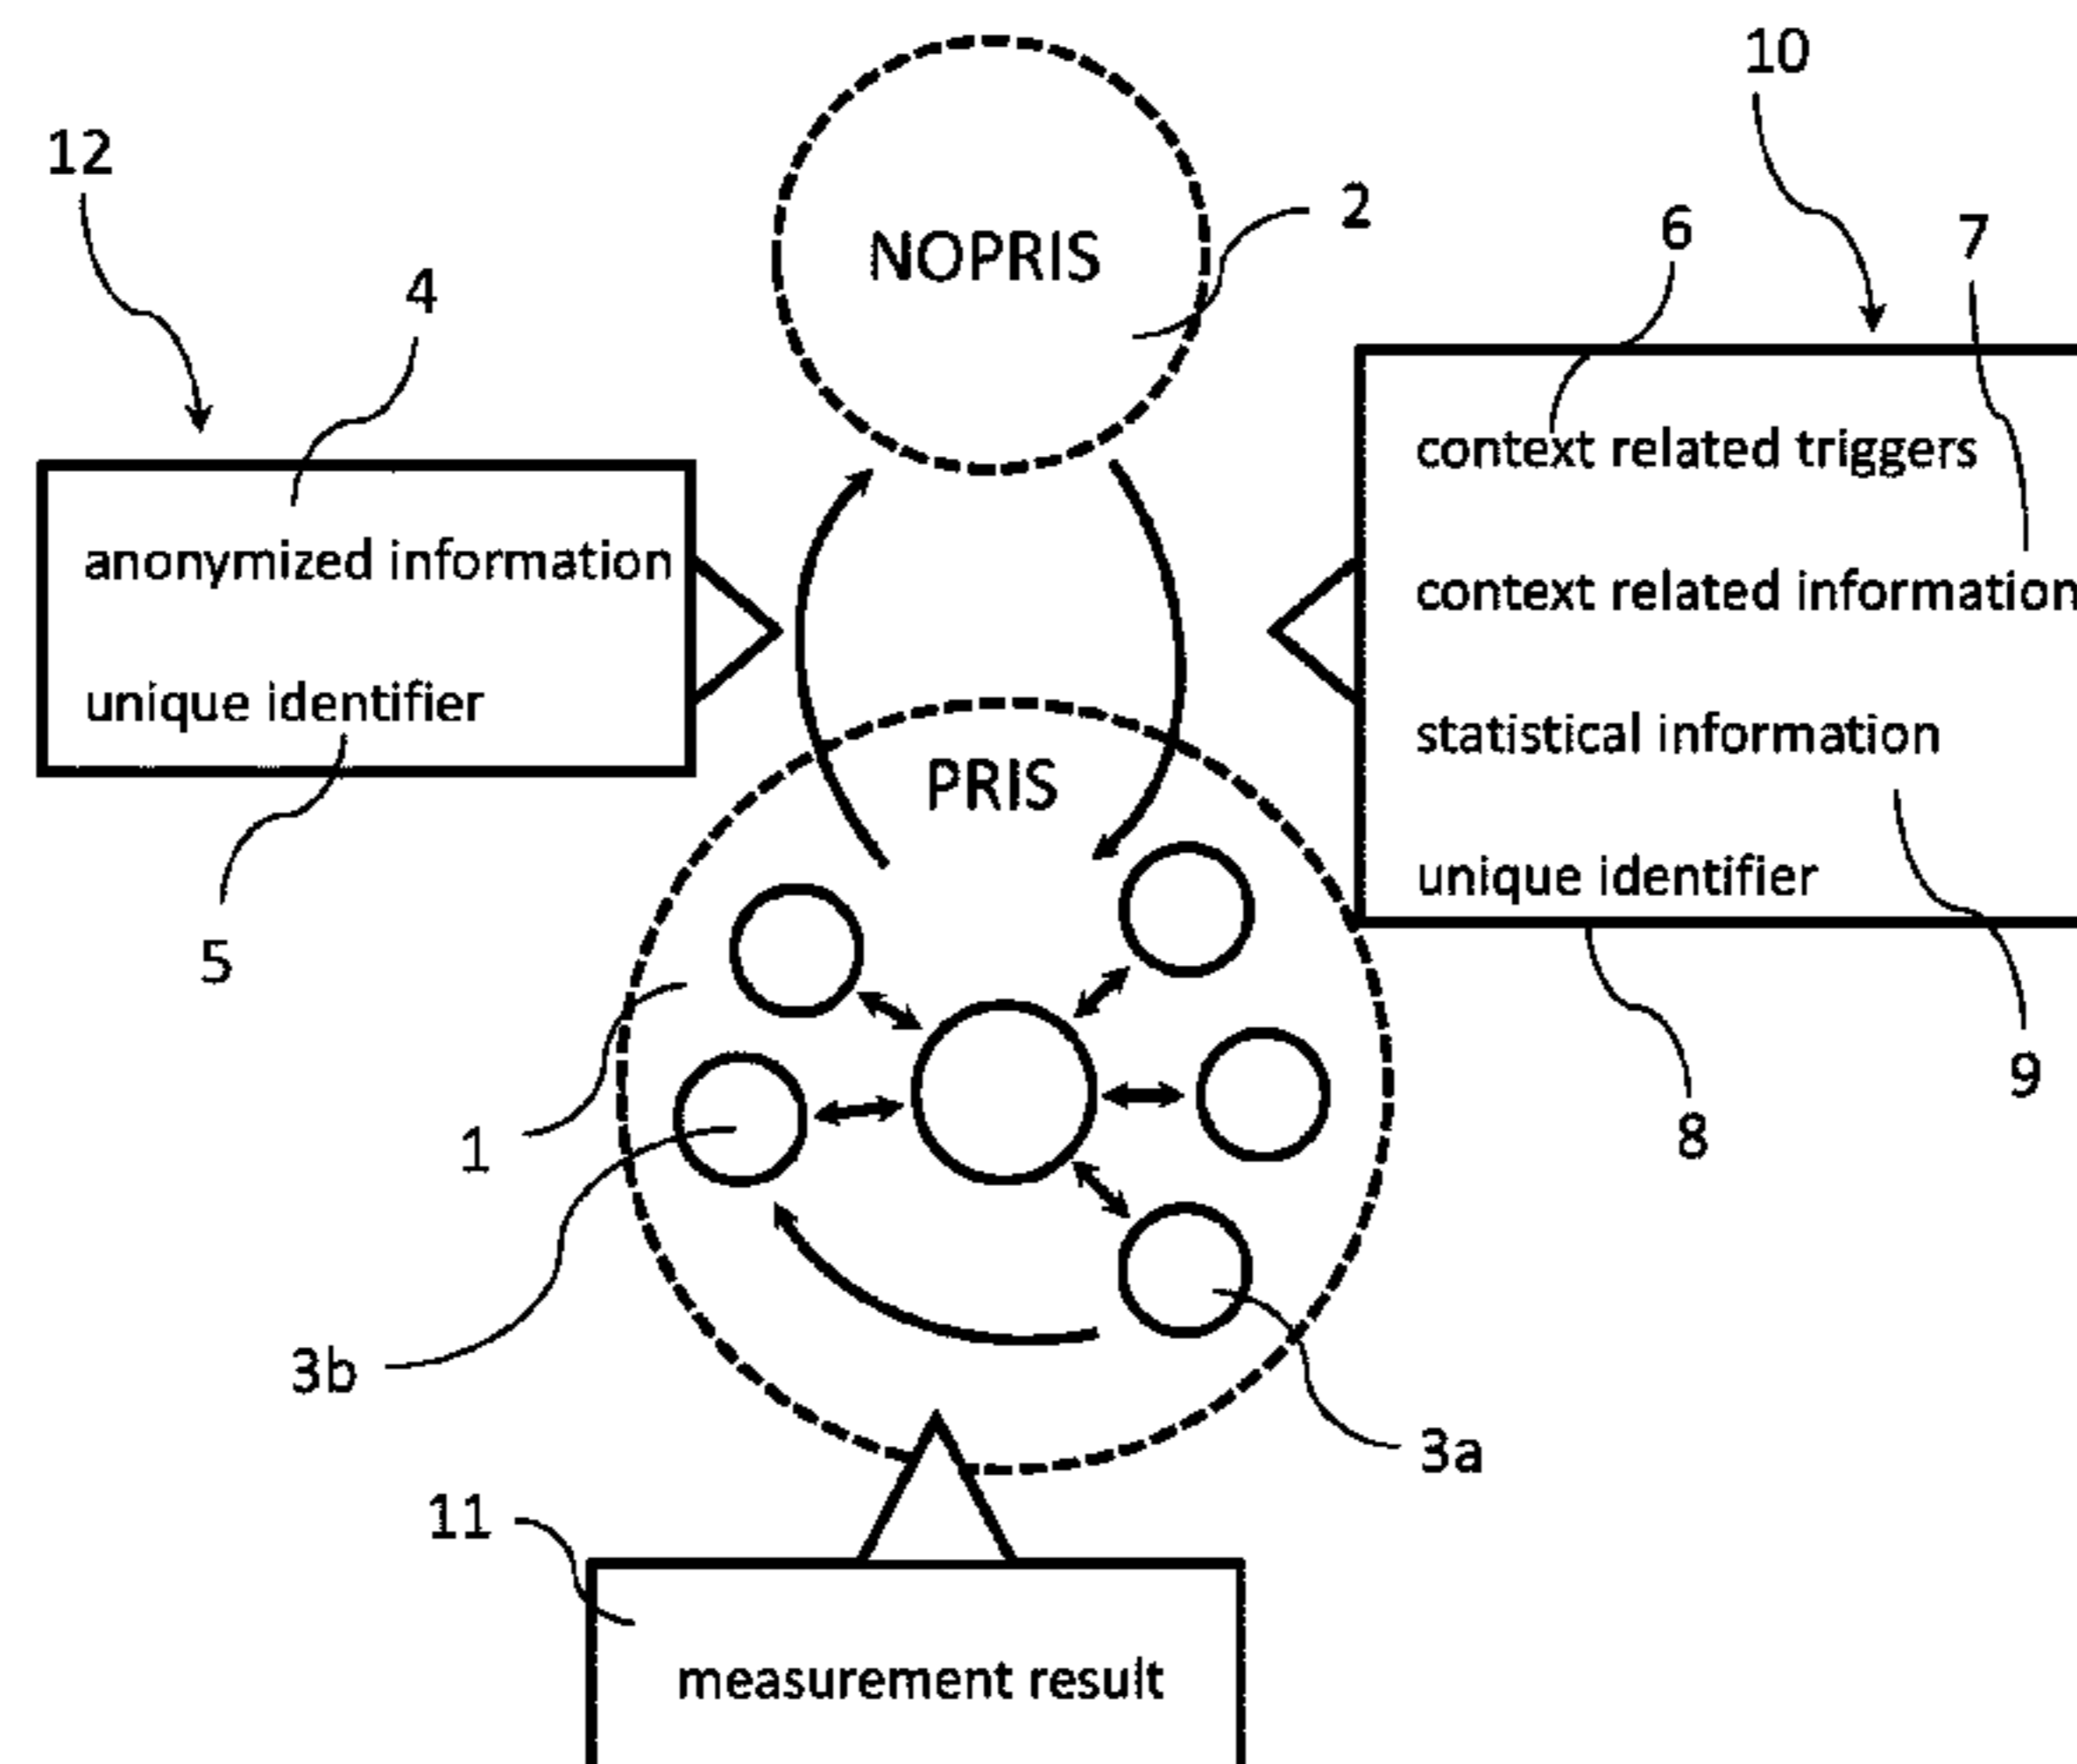 10
12
2
6
7
NOPRIS
4
context related triggers
anonymized information
context related information
unique identifier
statistical information
PRIS
unique identifier
5
9
1
8
3b
3a
11
measurement result